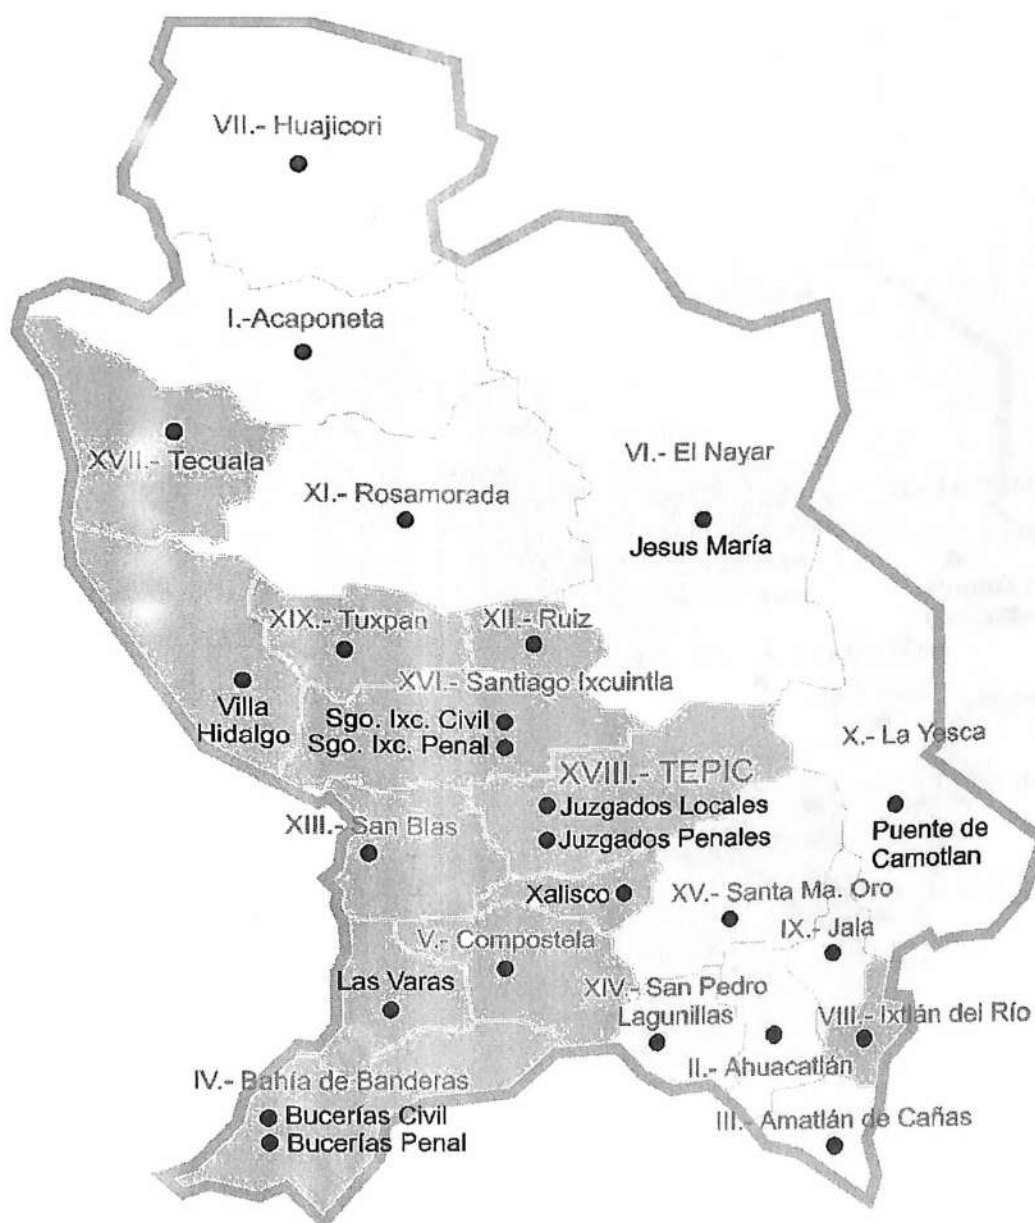 VII.- Huajicori
I.-Acaponeta
XVII.- Tecuala
VI.- El Nayar
XI.- Rosamorada
Jesus María
XIX.- Tuxpan
XII.- Ruiz
XVI.- Santiago Ixcuintla
Villa
Hidalgo
Sgo. Ixc. Civil
Sgo. Ixc. Penal
X.- La Yesca
XVIII.- TEPIC
Juzgados Locales
Juzgados Penales
XIII.- San Blas
Puente de
Camotlan
Xalisco
XV.- Santa Ma. Oro
IX.- Jala
V.- Compostela
Las Varas
XIV.- San Pedro
Lagunillas
VIII.- Ixtlán del Río
II.- Ahuacatlán
IV.- Bahía de Banderas
Bucerías Civil
Bucerías Penal
III.- Amatlán de Cañas